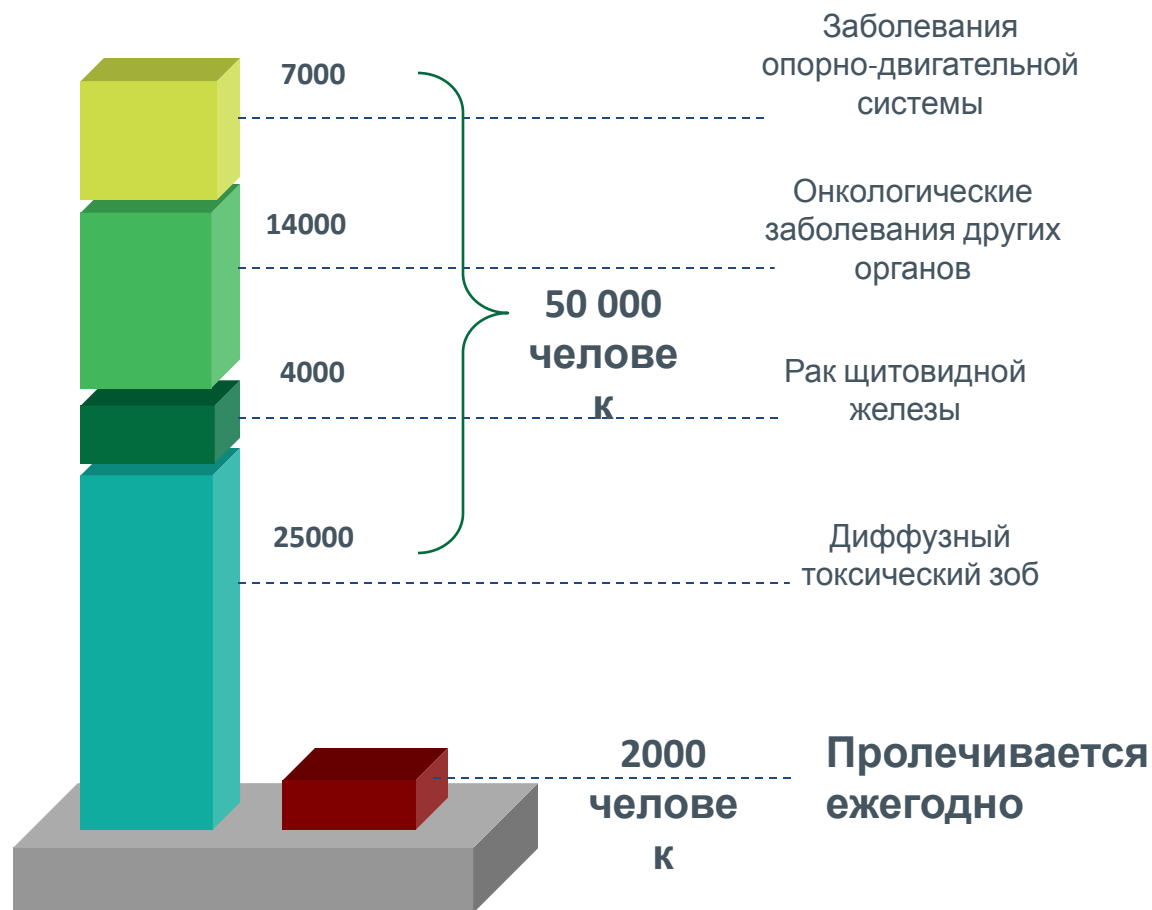 7000
Заболевания
опорно-двигательной
системы
14000
Онкологические
заболевания других
органов
50 000
челове
к
4000
Рак щитовидной
железы
25000
Диффузный
токсический зоб
2000
челове
к
Пролечивается
ежегодно